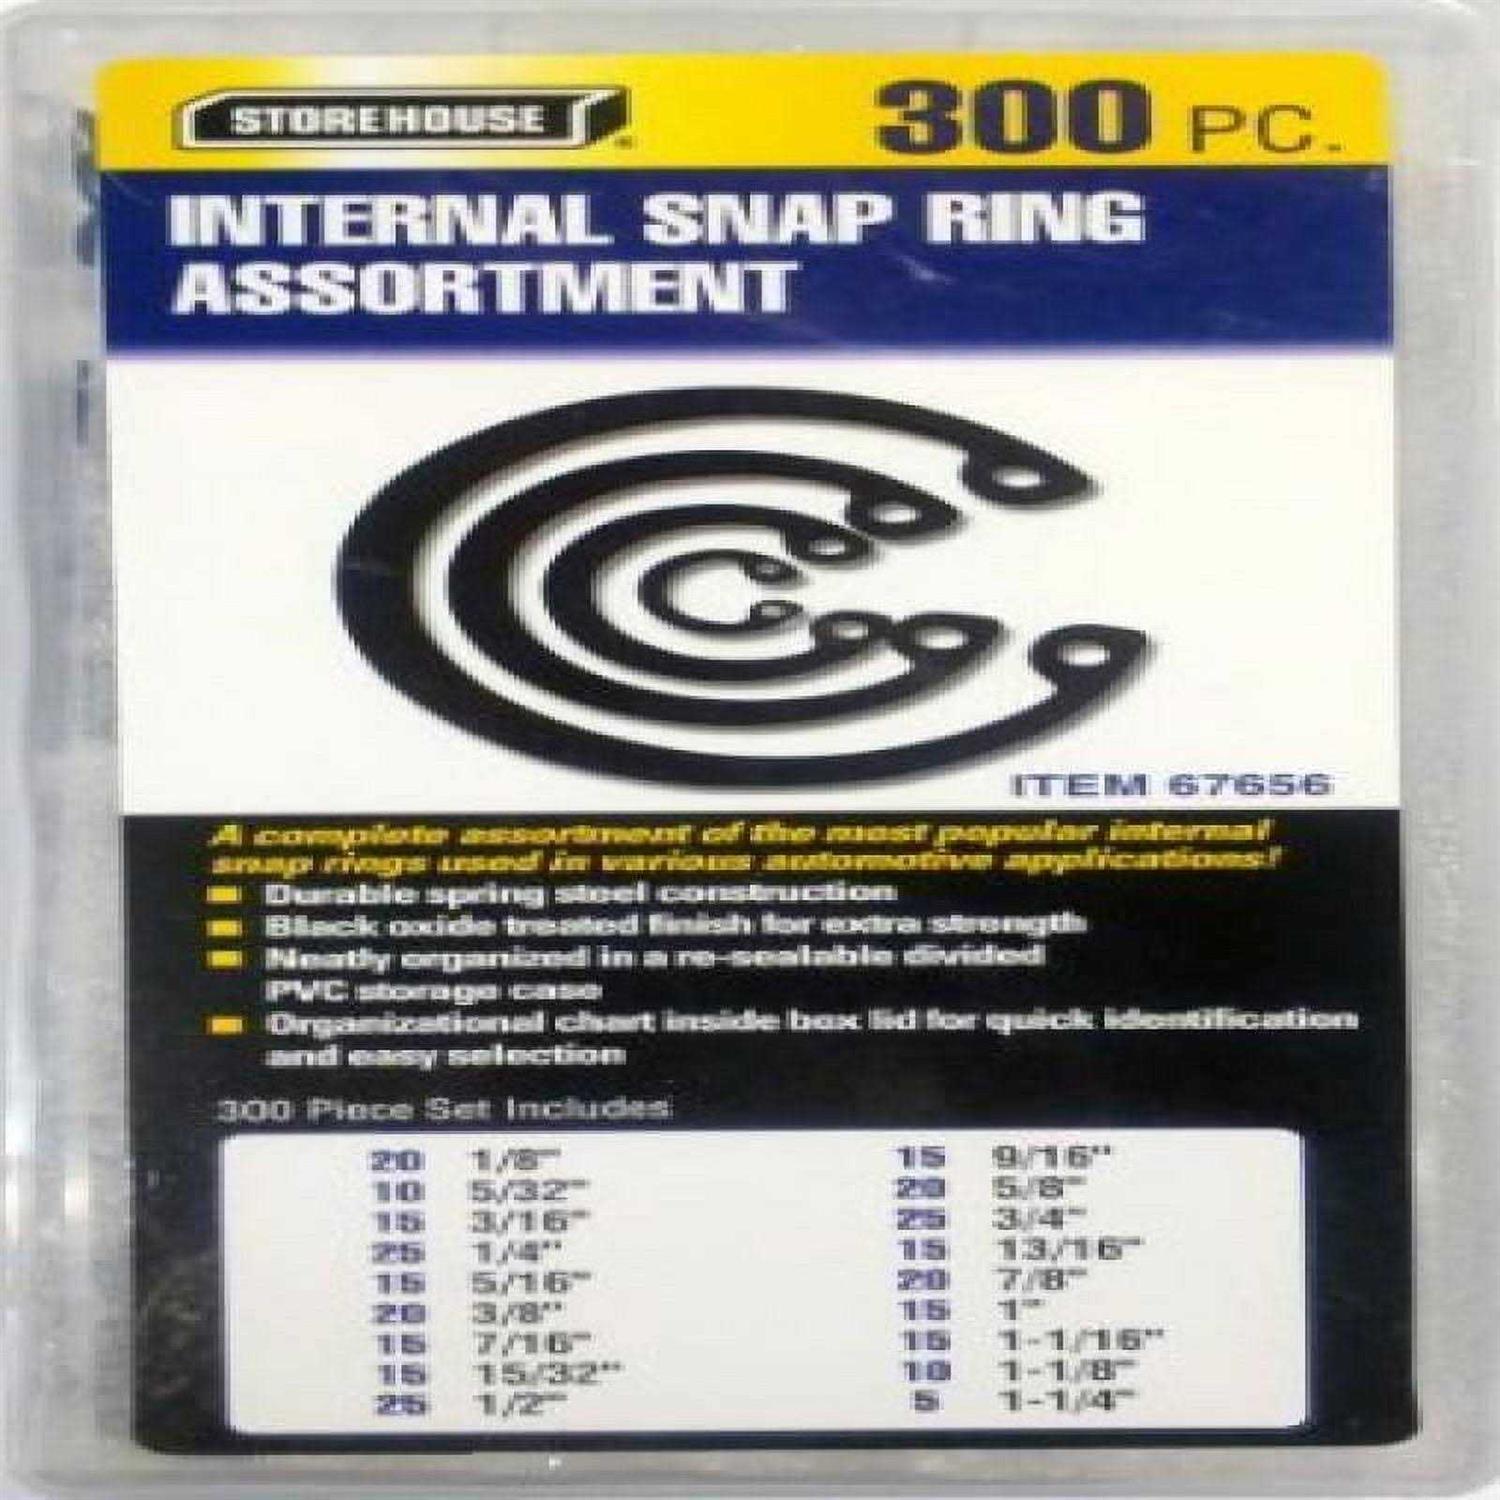 STOREHOUSE
300 PC.
INTERNAL SNAP RING
ASSORTMENT
ITEM 67656
A complete assortment of the most popular internal
snap rings used in various automotive applications!
Durable spring steel construction
Black oxide treated finish for extra strength
Neatly organized in a re-sealable divided
PVC storage case
Organizational chart inside box lid for quick identification
and easy selection
300 Piece Set Includes
20 1/8"
10 5/32"
15 3/16"
25 1/4"
15 5/16"
20 3/8"
15 7/16"
15 15/32"
25 1/2"
15 9/16"
20 5/8"
25 3/4"
15 13/16"
20 7/8"
15 1"
15 1-1/16"
10 1-1/8"
5 1-1/4"